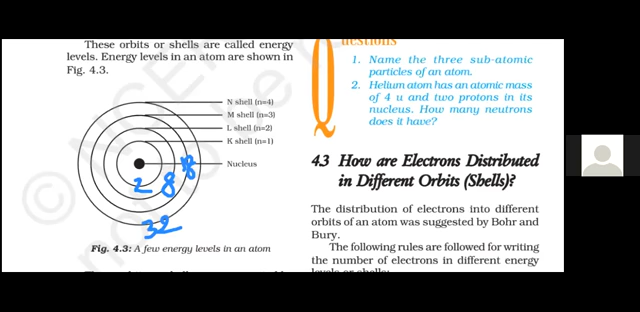 These orbits or shells are called energy
levels. Energy levels in an atom are shown in
Fig. 4.3.
N shell (n=4)
M shell (n=3)
L shell (n=2)
K shell (n=1)
Nucleus
2 8 18
32
Fig. 4.3: A few energy levels in an atom
Q
uestions
1. Name the three sub-atomic
particles of an atom.
2. Helium atom has an atomic mass
of 4 u and two protons in its
nucleus. How many neutrons
does it have?
4.3 How are Electrons Distributed
in Different Orbits (Shells)?
The distribution of electrons into different
orbits of an atom was suggested by Bohr and
Bury.
The following rules are followed for writing
the number of electrons in different energy
levels or shells: